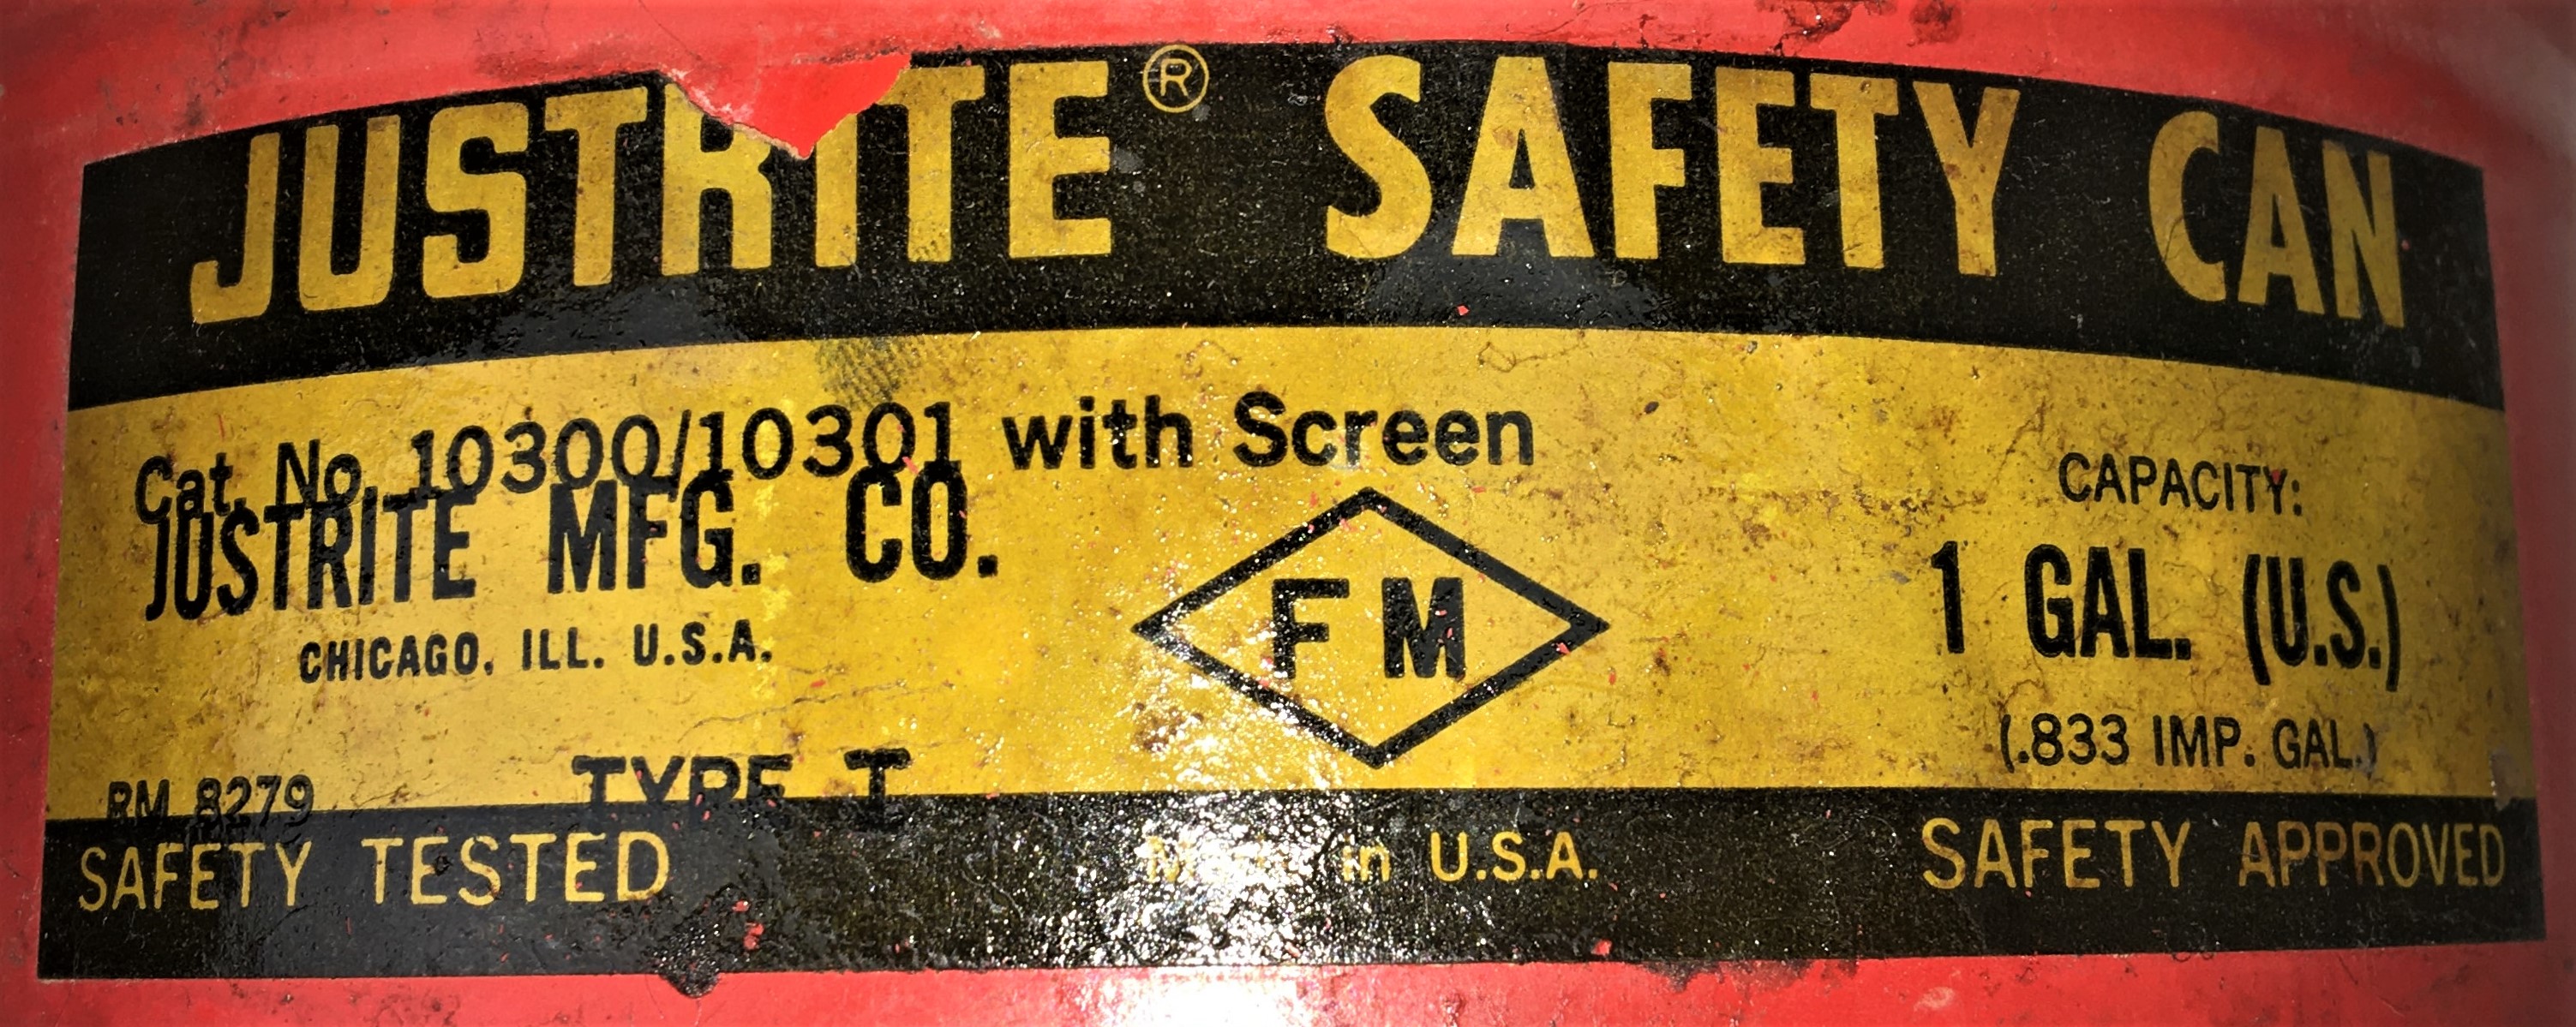 JUSTRITE® SAFETY CAN
Cat. No. 10300/10301 with Screen
JUSTRITE MFG. CO.
CHICAGO, ILL. U.S.A.
FM
CAPACITY:
1 GAL. (U.S.)
(.833 IMP. GAL.)
RM 8279
TYPE I
SAFETY TESTED
Made in U.S.A.
SAFETY APPROVED